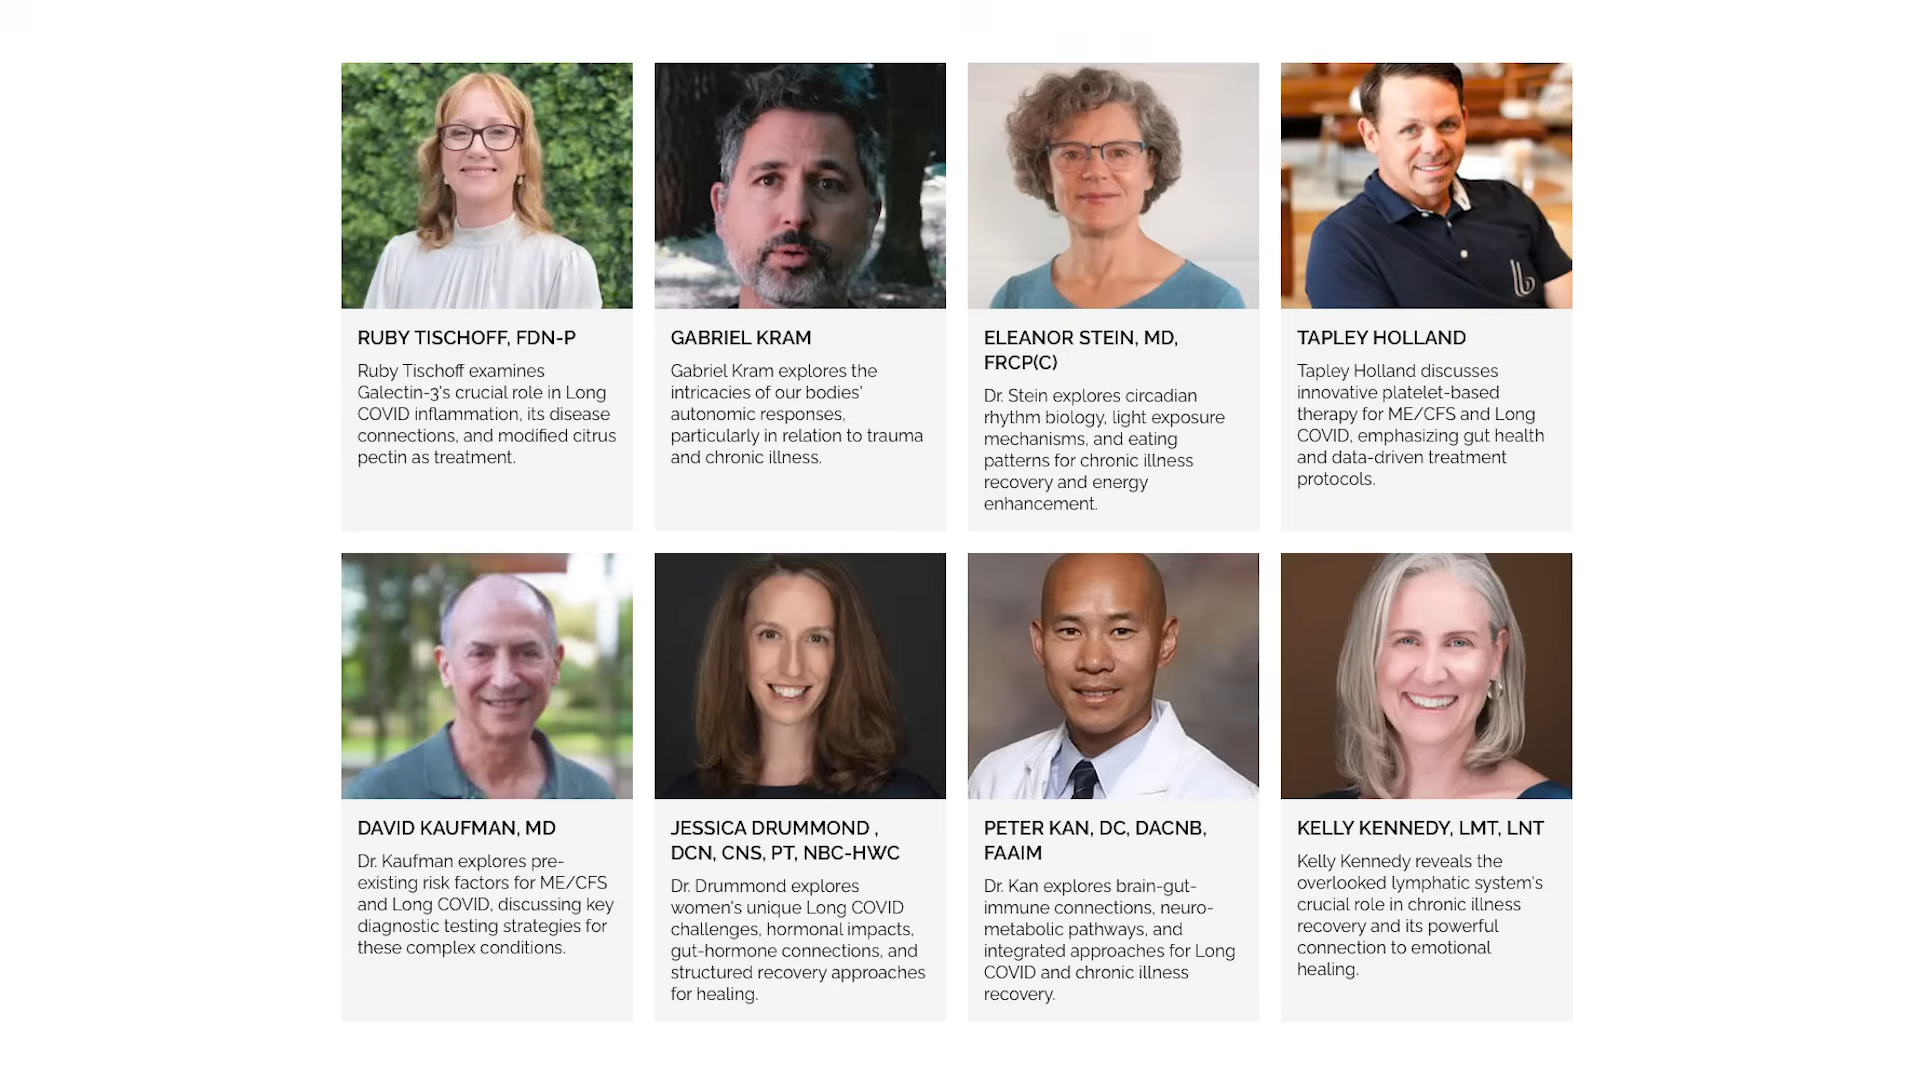 RUBY TISCHOFF, FDN-P
Ruby Tischoff examines
Galectin-3's crucial role in Long
COVID inflammation, its disease
connections, and modified citrus
pectin as treatment.
GABRIEL KRAM
Gabriel Kram explores the
intricacies of our bodies'
autonomic responses,
particularly in relation to trauma
and chronic illness.
ELEANOR STEIN, MD,
FRCP(C)
Dr. Stein explores circadian
rhythm biology, light exposure
mechanisms, and eating
patterns for chronic illness
recovery and energy
enhancement.
TAPLEY HOLLAND
Tapley Holland discusses
innovative platelet-based
therapy for ME/CFS and Long
COVID, emphasizing gut health
and data-driven treatment
protocols.
DAVID KAUFMAN, MD
Dr. Kaufman explores pre-
existing risk factors for ME/CFS
and Long COVID, discussing key
diagnostic testing strategies for
these complex conditions.
JESSICA DRUMMOND ,
DCN, CNS, PT, NBC-HWC
Dr. Drummond explores
women's unique Long COVID
challenges, hormonal impacts,
gut-hormone connections, and
structured recovery approaches
for healing.
PETER KAN, DC, DACNB,
FAAIM
Dr. Kan explores brain-gut-
immune connections, neuro-
metabolic pathways, and
integrated approaches for Long
COVID and chronic illness
recovery.
KELLY KENNEDY, LMT, LNT
Kelly Kennedy reveals the
overlooked lymphatic system's
crucial role in chronic illness
recovery and its powerful
connection to emotional
healing.